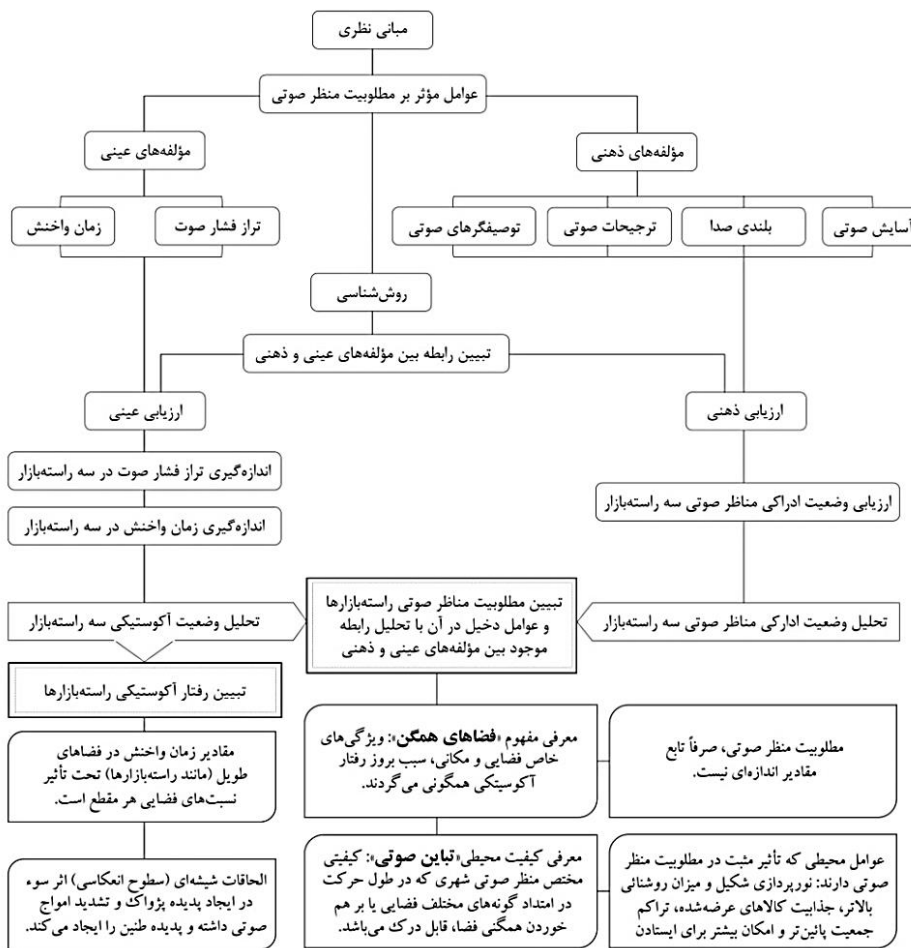 مبانی نظری
عوامل مؤثر بر مطلوبیت منظر صوتی
مؤلفه‌های ذهنی
مؤلفه‌های عینی
آسایش صوتی
بلندی صدا
ترجیحات صوتی
توصیفگرهای صوتی
تراز فشار صوت
زمان واخنش
روش‌شناسی
تبیین رابطه بین مؤلفه‌های عینی و ذهنی
ارزیابی ذهنی
ارزیابی عینی
اندازه‌گیری تراز فشار صوت در سه راسته‌بازار
ارزیابی وضعیت ادراکی مناظر صوتی سه راسته‌بازار
اندازه‌گیری زمان واخنش در سه راسته‌بازار
تحلیل وضعیت ادارکی مناظر صوتی سه راسته‌بازار
تبیین مطلوبیت مناظر صوتی راسته‌بازارها
و عوامل دخیل در آن با تحلیل رابطه
موجود بین مؤلفه‌های عینی و ذهنی
تحلیل وضعیت آکوستیکی سه راسته‌بازار
تبیین رفتار آکوستیکی راسته‌بازارها
مطلوبیت منظر صوتی، صرفاً تابع
مقادیر اندازه‌ای نیست.
معرفی مفهوم «فضاهای همگن»: ویژگی‌های
خاص فضایی و مکانی، سبب بروز رفتار
آکوسیتکی همگونی می‌گردند.
مقادیر زمان واخنش در فضاهای
طویل (مانند راسته‌بازارها) تحت تأثیر
نسبت‌های فضایی هر مقطع است.
عوامل محیطی که تأثیر مثبت در مطلوبیت منظر
صوتی دارند: نورپردازی شکیل و میزان روشنائی
بالاتر، جذابیت کالاهای عرضه‌شده، تراکم
جمعیت پائین‌تر و امکان بیشتر برای ایستادن
معرفی کیفیت محیطی «تباین صوتی»: کیفیتی
مختص منظر صوتی شهری که در طول حرکت
در امتداد گونه‌های مختلف فضایی یا بر هم
خوردن همگنی فضا، قابل درک می‌باشد.
الحاقات شیشه‌ای (سطوح انعکاسی) اثر سوء
در ایجاد پدیده پژواک و تشدید امواج
صوتی داشته و پدیده طنین را ایجاد می‌کند.